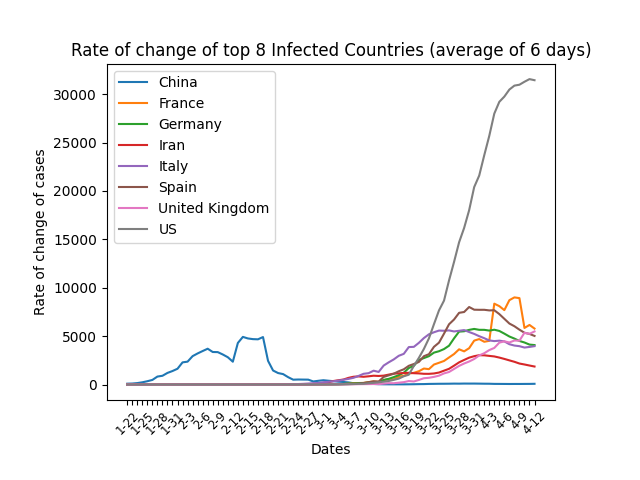 Rate of change of top 8 Infected Countries (average of 6 days)
China
France
Germany
Iran
Italy
Spain
United Kingdom
US
Rate of change of cases
30000
25000
20000
15000
10000
5000
0
1-22 1-25 1-28 1-31 2-3 2-6 2-9 2-12 2-15 2-18 2-21 2-24 2-27 3-1 3-4 3-7 3-10 3-13 3-16 3-19 3-22 3-25 3-28 3-31 4-3 4-6 4-9 4-12
Dates